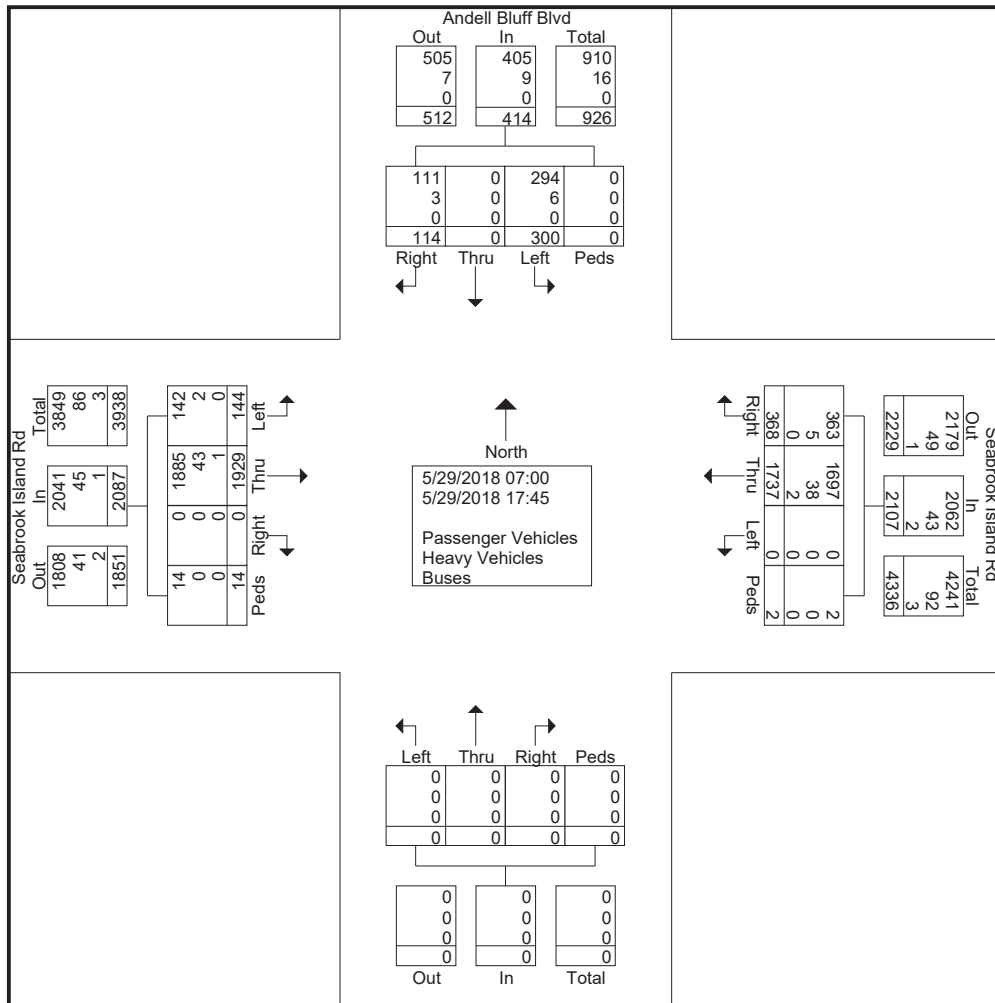 Andell Bluff Blvd
Out In Total
505 405 910
7 9 16
0 0 0
512 414 926
111 0 294 0
3 0 6 0
0 0 0 0
114 0 300 0
Right Thru Left Peds
Seabrook Island Rd
Total In Out
3849 2041 1808
86 45 41
3 1 2
3938 2087 1851
142 1885 0 14
2 43 0 0
0 1 0 0
144 1929 0 14
Left Thru Right Peds
North
5/29/2018 07:00
5/29/2018 17:45
Passenger Vehicles
Heavy Vehicles
Buses
Right Thru Left Peds
363 1697 0 2
5 38 0 0
0 2 0 0
368 1737 0 2
Seabrook Island Rd
Out In Total
2179 2062 4241
49 43 92
1 2 3
2229 2107 4336
Left Thru Right Peds
0 0 0 0
0 0 0 0
0 0 0 0
0 0 0 0
0 0 0
0 0 0
0 0 0
0 0 0
Out In Total